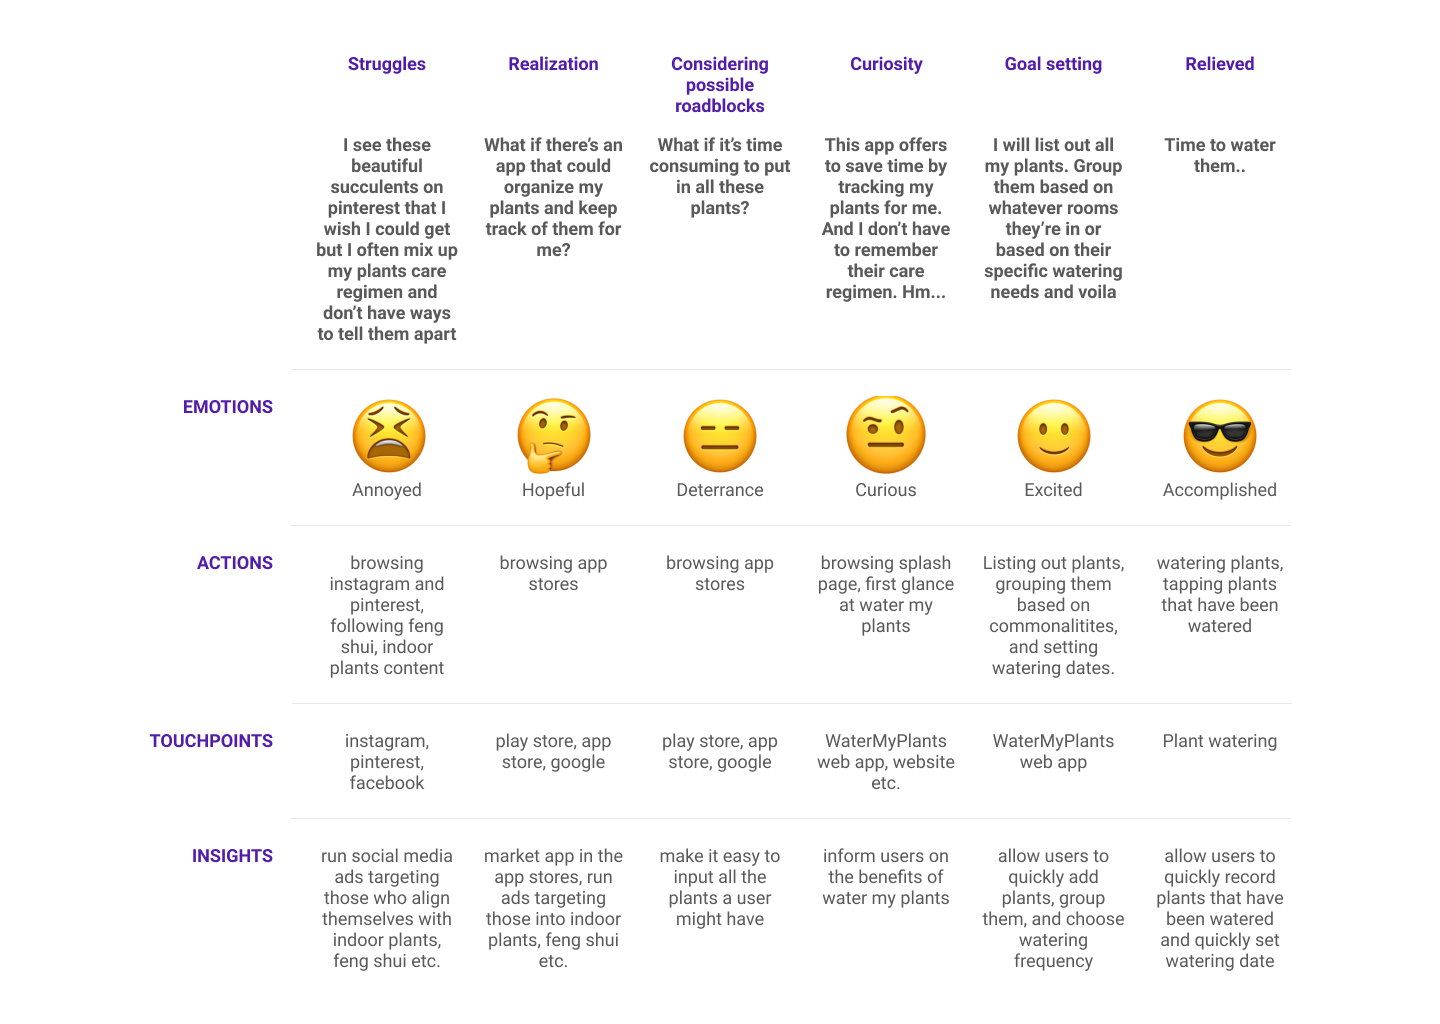 Struggles
Realization
Considering
possible
roadblocks
Curiosity
Goal setting
Relieved
I see these
beautiful
succulents on
pinterest that I
wish I could get
but I often mix up
my plants care
regimen and
don’t have ways
to tell them apart
What if there’s an
app that could
organize my
plants and keep
track of them for
me?
What if it’s time
consuming to put
in all these
plants?
This app offers
to save time by
tracking my
plants for me.
And I don’t have
to remember
their care
regimen. Hm...
I will list out all
my plants. Group
them based on
whatever rooms
they’re in or
based on their
specific watering
needs and voila
Time to water
them..
EMOTIONS
Annoyed
Hopeful
Deterrance
Curious
Excited
Accomplished
ACTIONS
browsing
instagram and
pinterest,
following feng
shui, indoor
plants content
browsing app
stores
browsing app
stores
browsing splash
page, first glance
at water my
plants
Listing out plants,
grouping them
based on
commonalitites,
and setting
watering dates.
watering plants,
tapping plants
that have been
watered
TOUCHPOINTS
instagram,
pinterest,
facebook
play store, app
store, google
play store, app
store, google
WaterMyPlants
web app, website
etc.
WaterMyPlants
web app
Plant watering
INSIGHTS
run social media
ads targeting
those who align
themselves with
indoor plants,
feng shui etc.
market app in the
app stores, run
ads targeting
those into indoor
plants, feng shui
etc.
make it easy to
input all the
plants a user
might have
inform users on
the benefits of
water my plants
allow users to
quickly add
plants, group
them, and choose
watering
frequency
allow users to
quickly record
plants that have
been watered
and quickly set
watering date